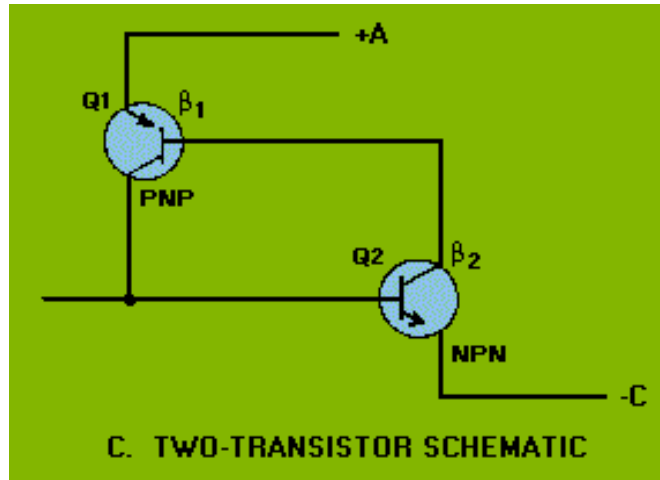 +A
Q1 β1
PNP
Q2 β2
NPN
-C
C. TWO-TRANSISTOR SCHEMATIC